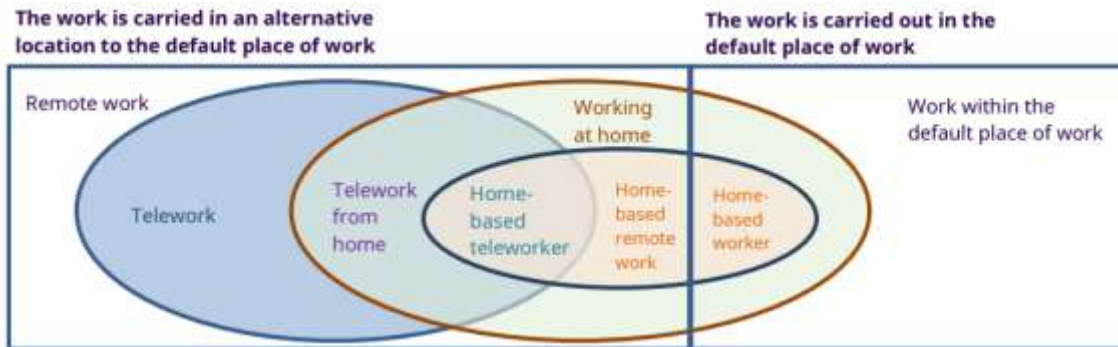 The work is carried in an alternative
location to the default place of work
The work is carried out in the
default place of work
Remote work
Working
at home
Work within the
default place of work
Telework
Telework
from
home
Home-
based
teleworker
Home-
based
remote
work
Home-
based
worker